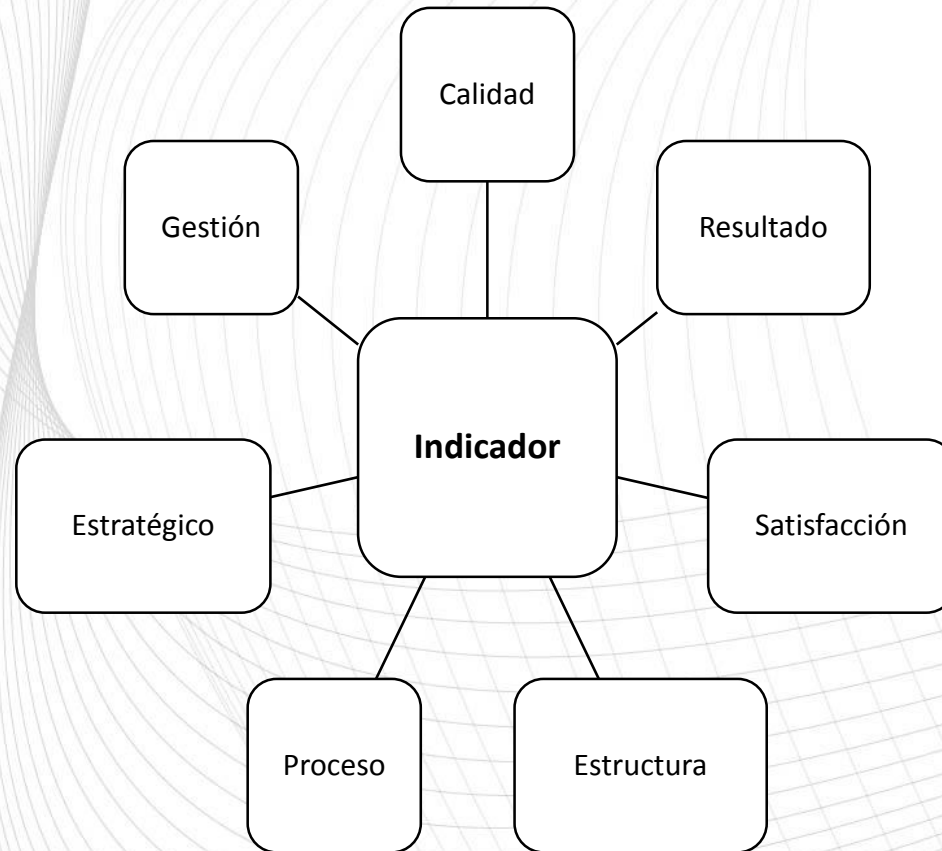 Calidad
Gestión
Resultado
Indicador
Estratégico
Satisfacción
Proceso
Estructura